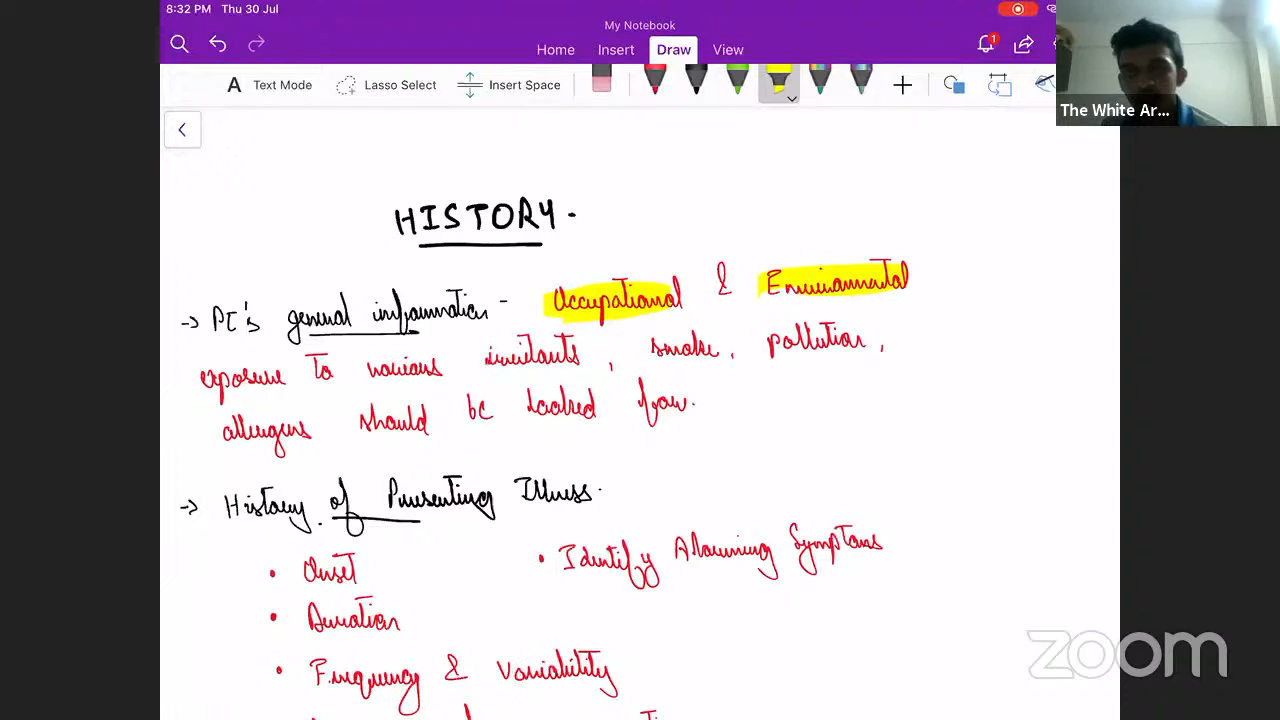 8:32 PM Thu 30 Jul
My Notebook
Home Insert Draw View
1
A Text Mode Lasso Select Insert Space
The White Ar...
HISTORY.
-> Pt's general information - Occupational & Environmental
exposure to various irritants, smoke, pollution,
allergens should be looked for.
-> History of Presenting Illness.
• Onset
• Identify Alarming Symptoms
• Duration
• Frequency & Variability
zoom